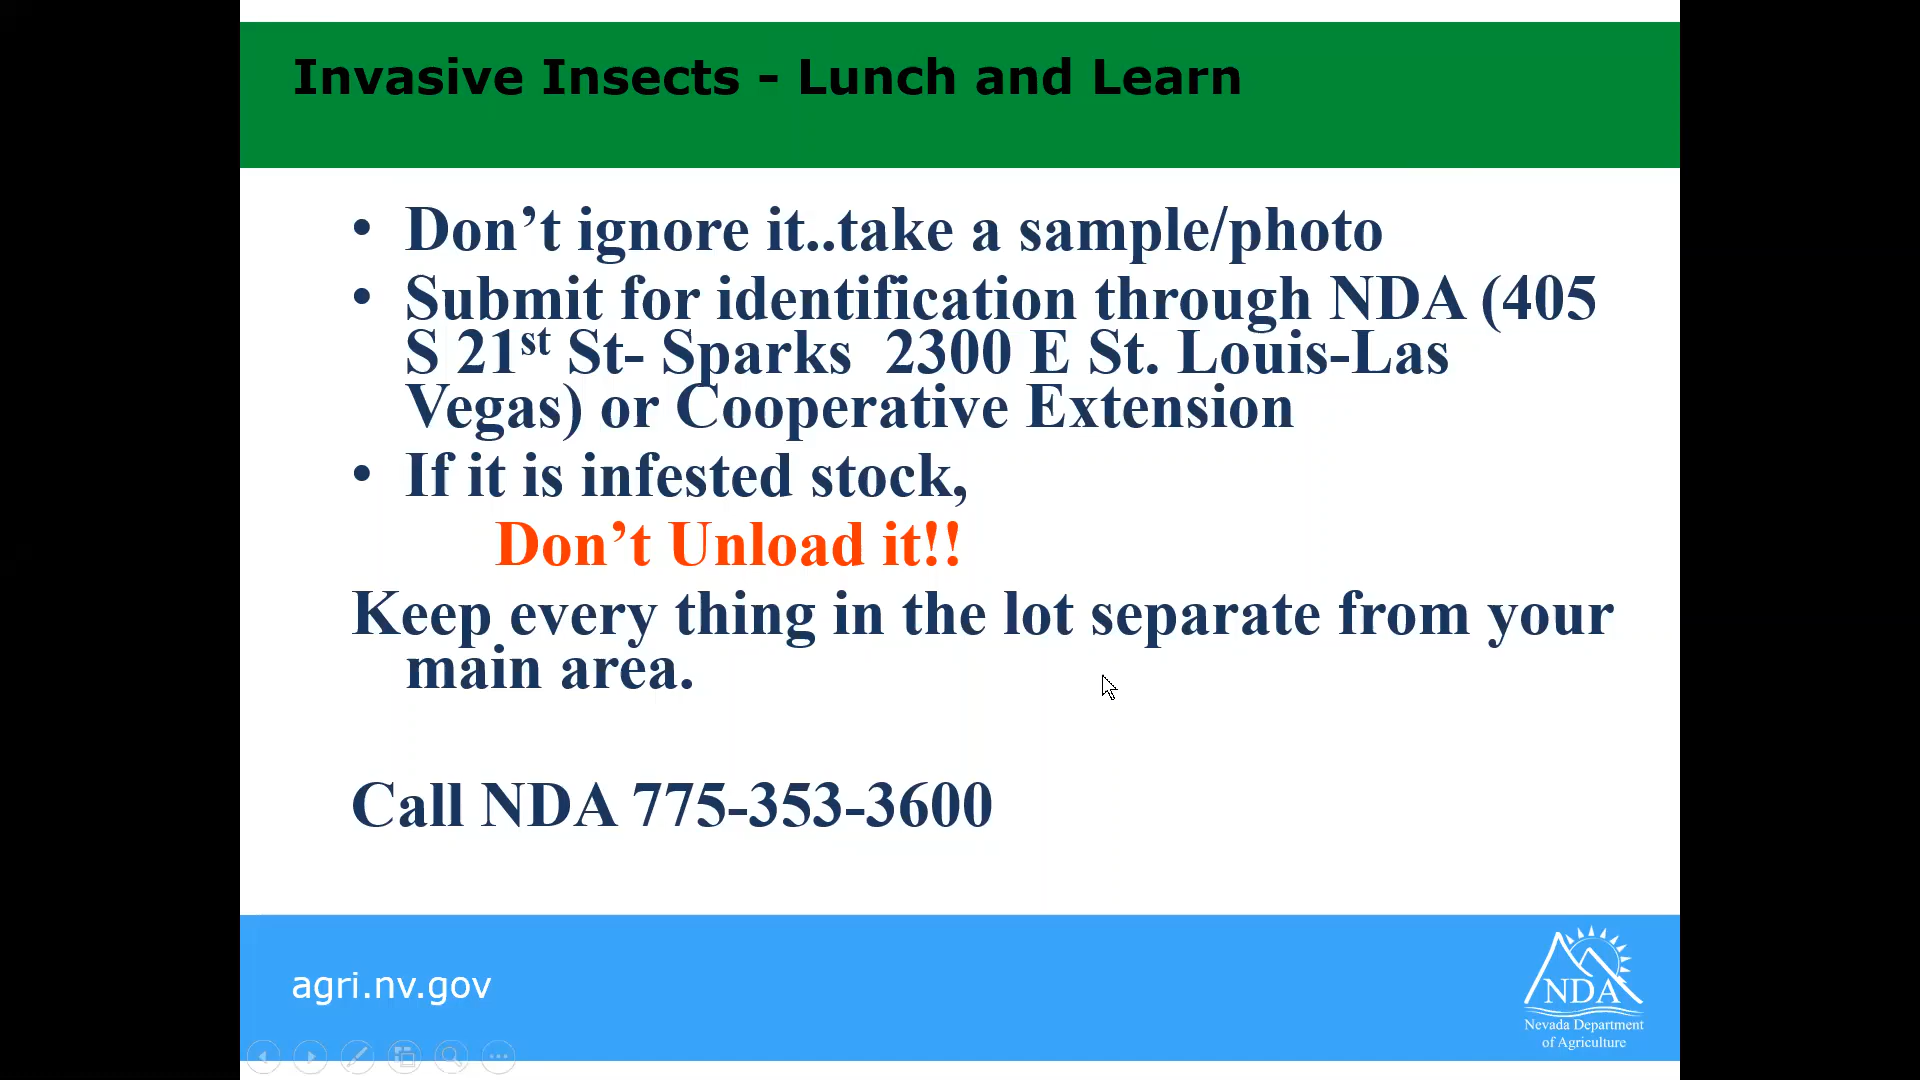 Invasive Insects - Lunch and Learn
• Don’t ignore it..take a sample/photo
• Submit for identification through NDA (405
S 21st St- Sparks  2300 E St. Louis-Las
Vegas) or Cooperative Extension
• If it is infested stock,
Don’t Unload it!!
Keep every thing in the lot separate from your
main area.
Call NDA 775-353-3600
agri.nv.gov
NDA
Nevada Department
of Agriculture